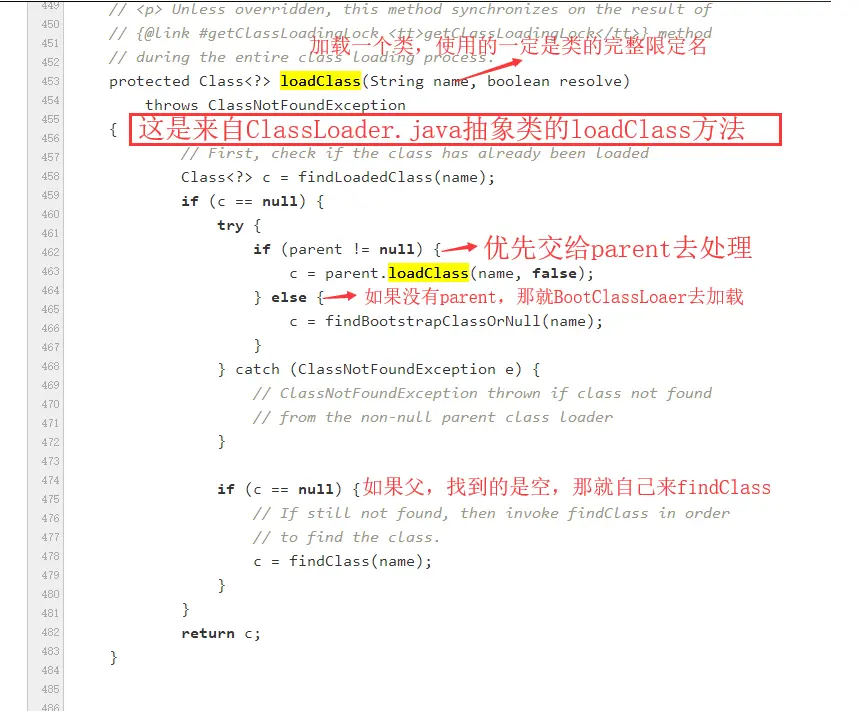 449
450
451
452
453
454
455
456
457
458
459
460
461
462
463
464
465
466
467
468
469
470
471
472
473
474
475
476
477
478
479
480
481
482
483
484
485
486
// <p> Unless overridden, this method synchronizes on the result of
// {@link #getClassLoadingLock <tt>getClassLoadingLock</tt>} method
加载一个类，使用的一定是类的完整限定名
// during the entire class loading process.
protected Class<?> loadClass(String name, boolean resolve)
throws ClassNotFoundException
{ 这是来自ClassLoader.java抽象类的loadClass方法
// First, check if the class has already been loaded
Class<?> c = findLoadedClass(name);
if (c == null) {
try {
if (parent != null) { 优先交给parent去处理
c = parent.loadClass(name, false);
} else { 如果没有parent，那就BootClassLoaer去加载
c = findBootstrapClassOrNull(name);
}
} catch (ClassNotFoundException e) {
// ClassNotFoundException thrown if class not found
// from the non-null parent class loader
}
if (c == null) { 如果父，找到的是空，那就自己来findClass
// If still not found, then invoke findClass in order
// to find the class.
c = findClass(name);
}
}
return c;
}